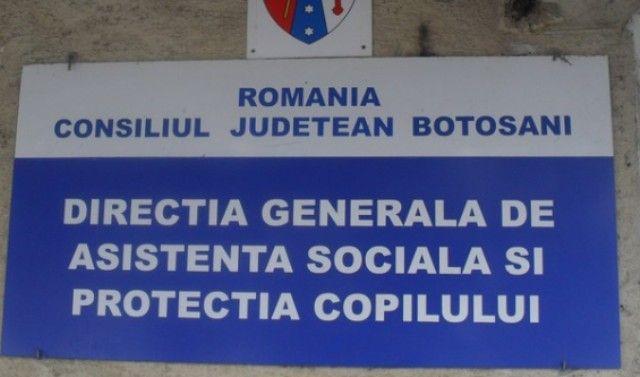 ROMANIA
CONSILIUL JUDETEAN BOTOSANI
DIRECTIA GENERALA DE
ASISTENTA SOCIALA SI
PROTECTIA COPILULUI